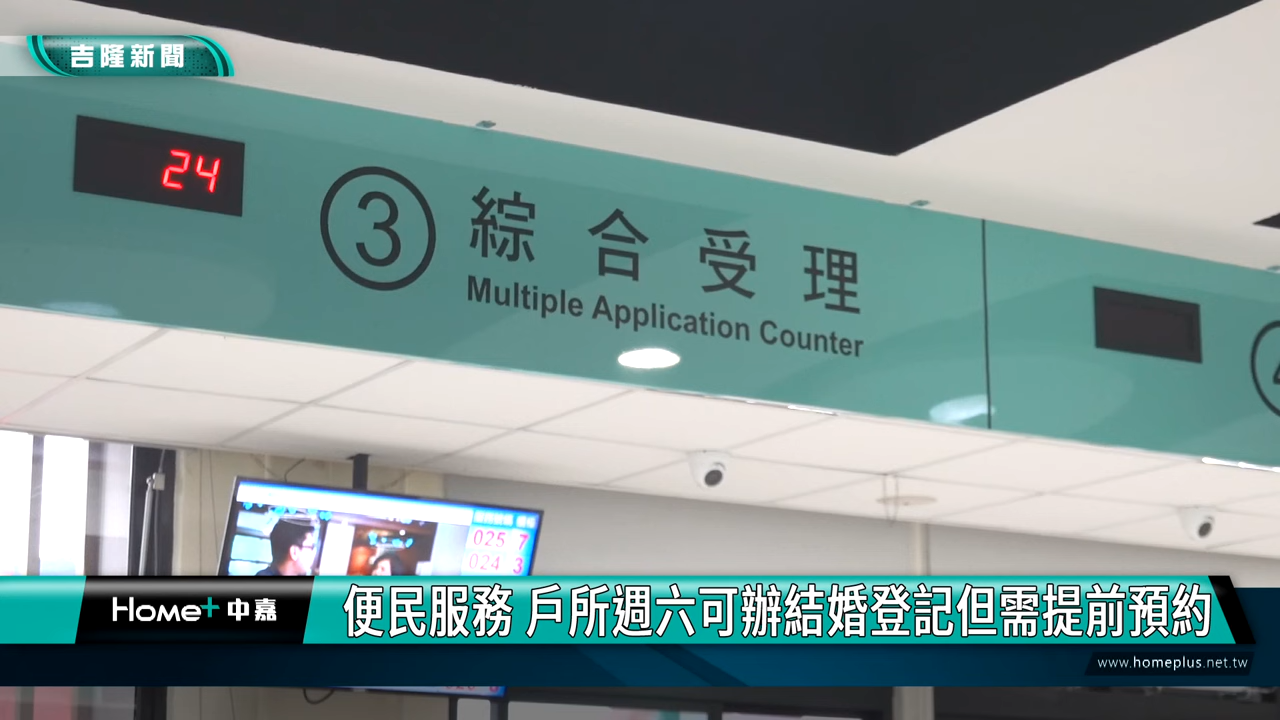 吉隆新聞
24
3 綜合受理
Multiple Application Counter
025 7
024 3
Home+ 中嘉
便民服務 戶所週六可辦結婚登記但需提前預約
www.homeplus.net.tw